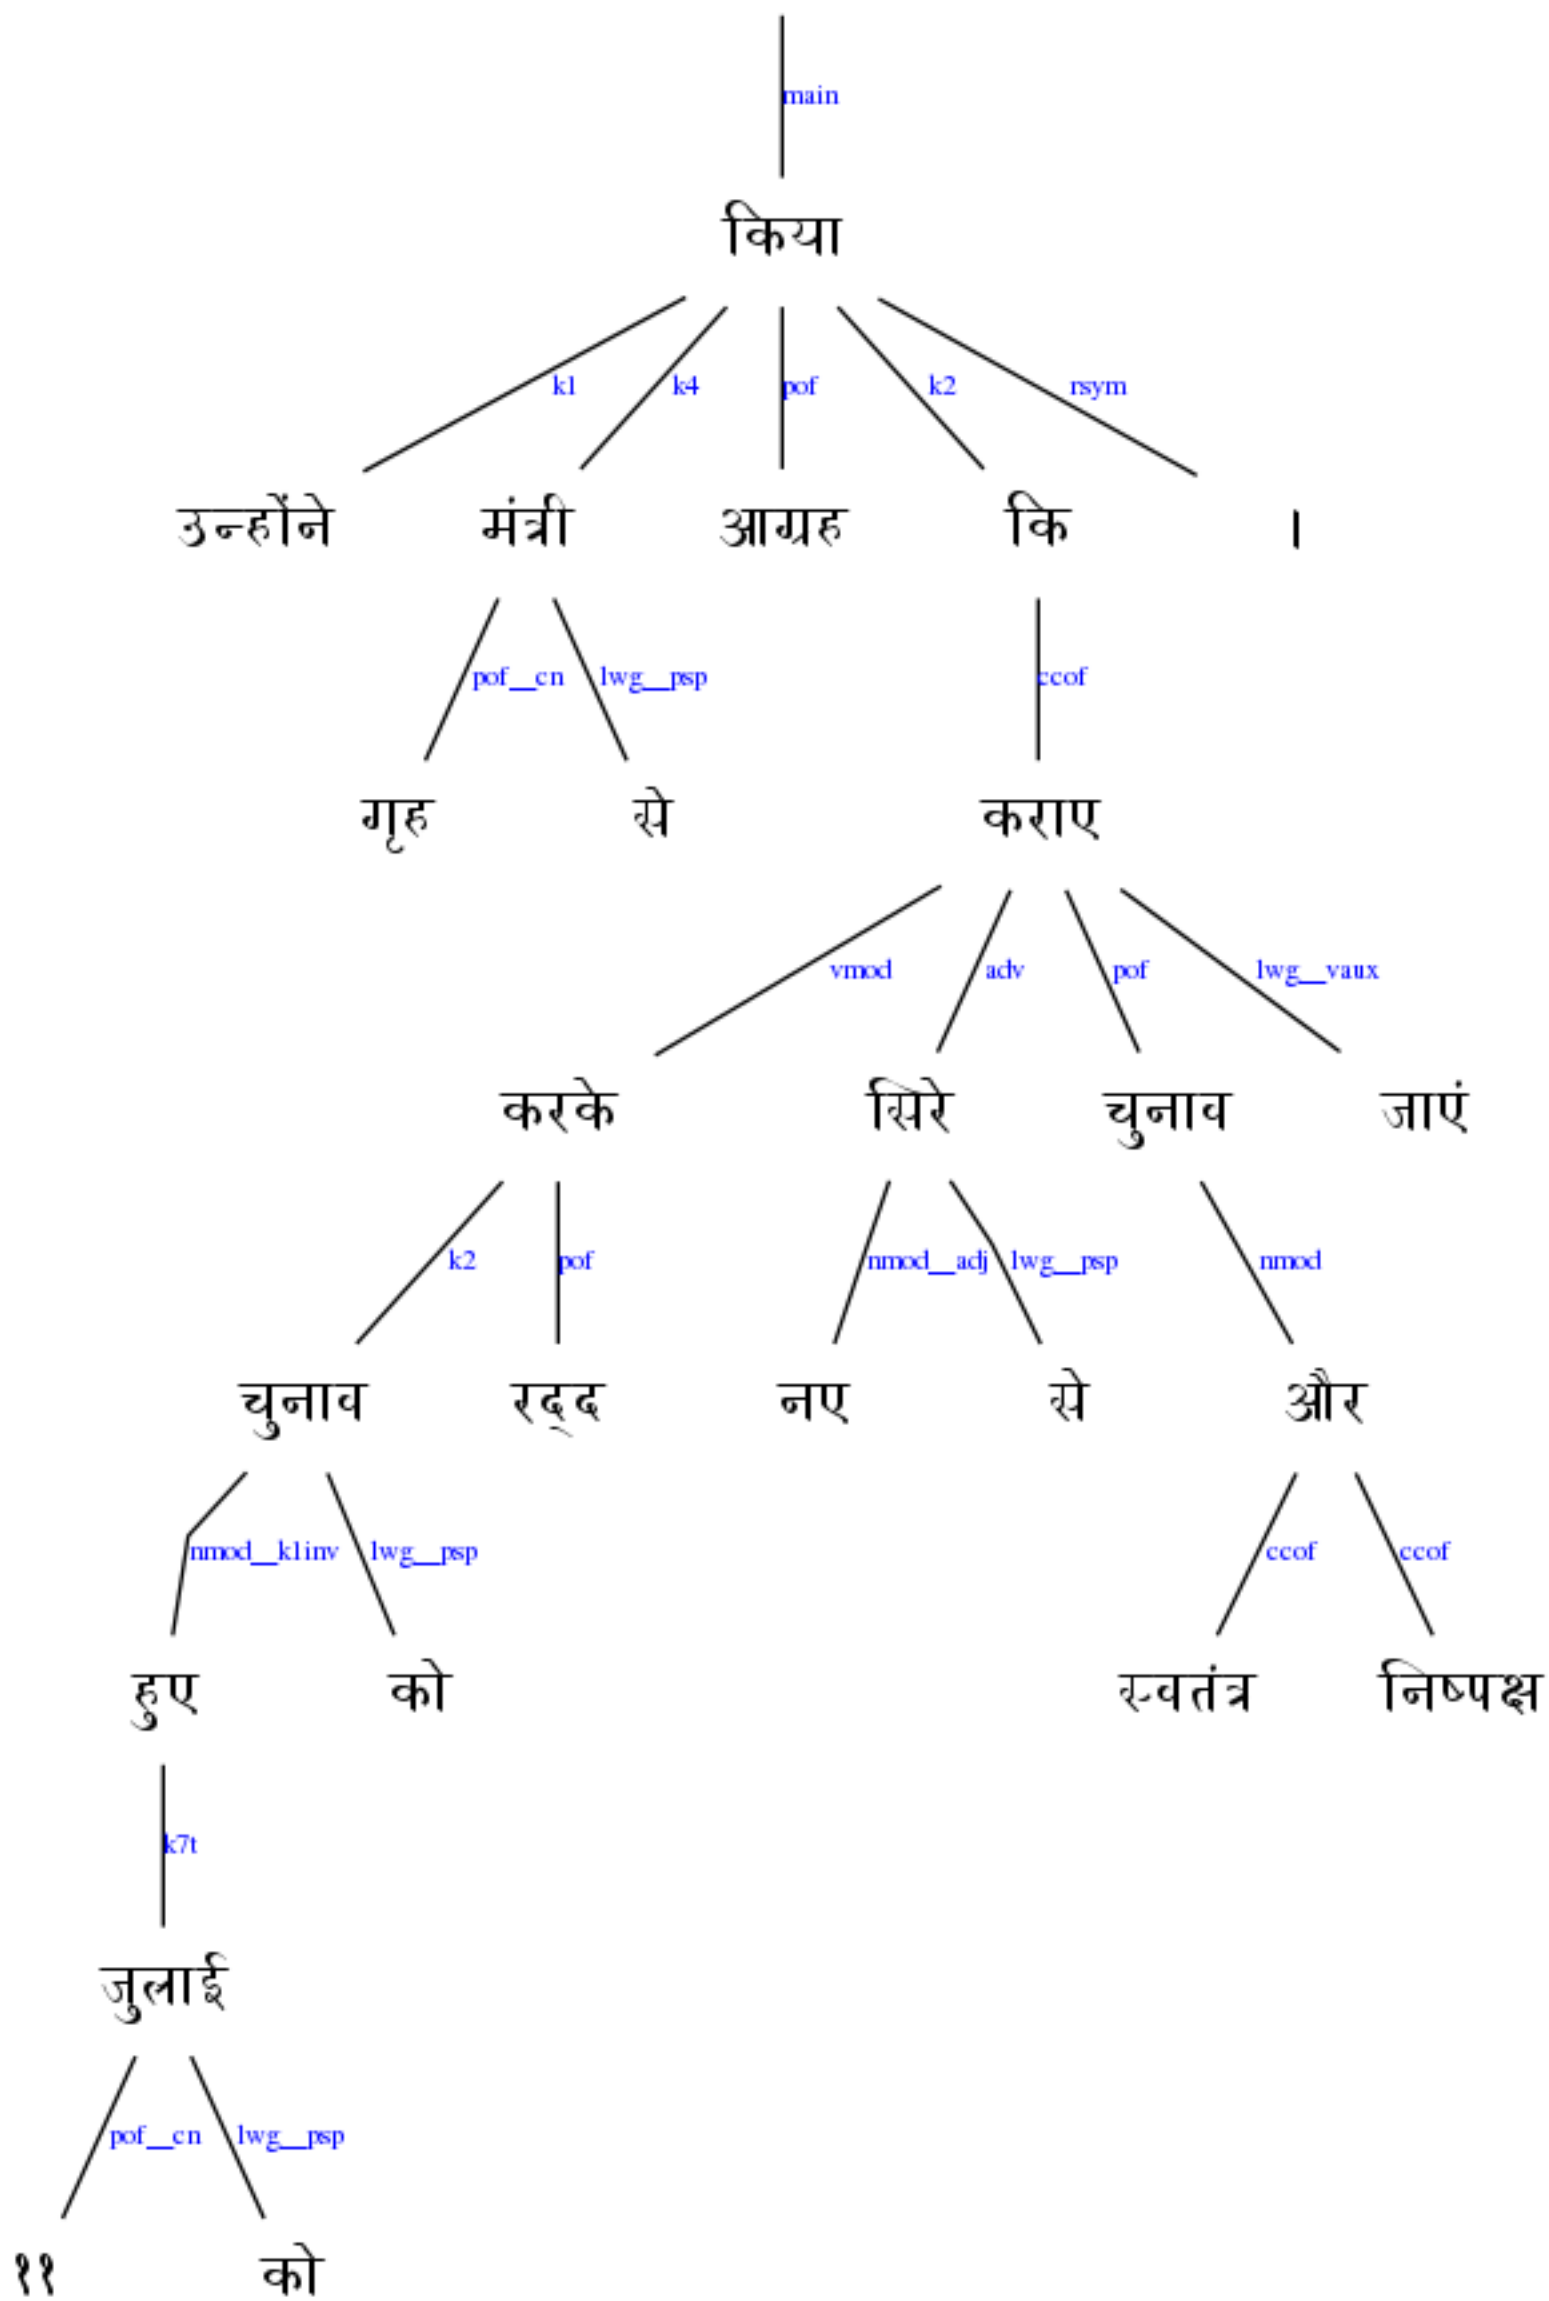 main
किया
k1 k4 pof k2 rsym
उन्होंने मंत्री आग्रह कि ।
pof__cn lwg__psp ccof
गृह से कराए
vmod adv pof lwg__vaux
करके सिरे चुनाव जाएं
k2 pof nmod__adj lwg__psp nmod
चुनाव रद्द नए से और
nmod__k1inv lwg__psp ccof ccof
हुए को स्वतंत्र निष्पक्ष
k7t
जुलाई
pof__cn lwg__psp
११ को